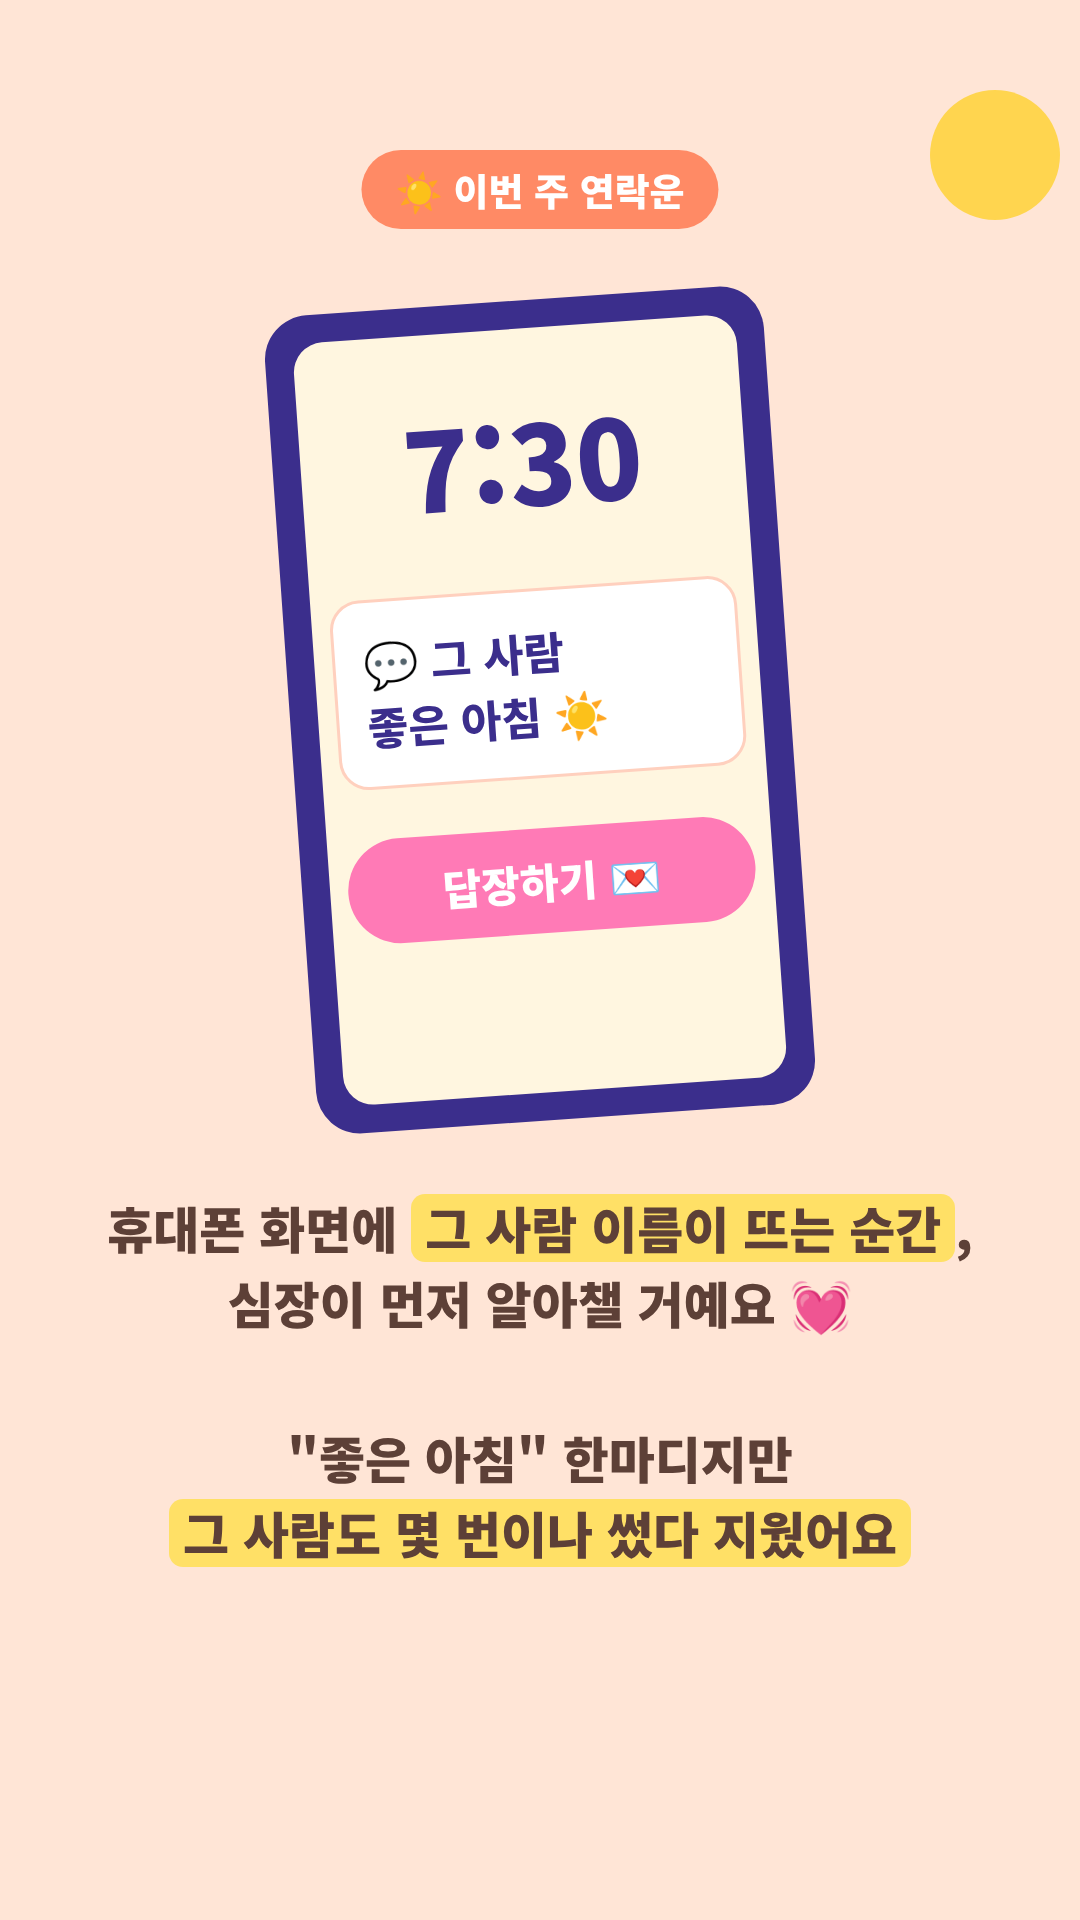 ☀️ 이번 주 연락운
7:30
💬 그 사람
좋은 아침 ☀️
답장하기 💌
휴대폰 화면에 그 사람 이름이 뜨는 순간,
심장이 먼저 알아챌 거예요 💓
"좋은 아침" 한마디지만
그 사람도 몇 번이나 썼다 지웠어요